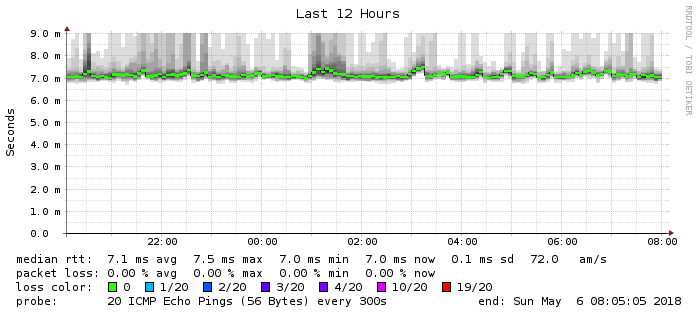 Last 12 Hours
RRDTOOL / TOBI OETIKER
Seconds
9.0 m
8.0 m
7.0 m
6.0 m
5.0 m
4.0 m
3.0 m
2.0 m
1.0 m
0.0
22:00 00:00 02:00 04:00 06:00 08:00
median rtt: 7.1 ms avg 7.5 ms max 7.0 ms min 7.0 ms now 0.1 ms sd 72.0 am/s
packet loss: 0.00 % avg 0.00 % max 0.00 % min 0.00 % now
loss color: 0 1/20 2/20 3/20 4/20 10/20 19/20
probe: 20 ICMP Echo Pings (56 Bytes) every 300s end: Sun May 6 08:05:05 2018